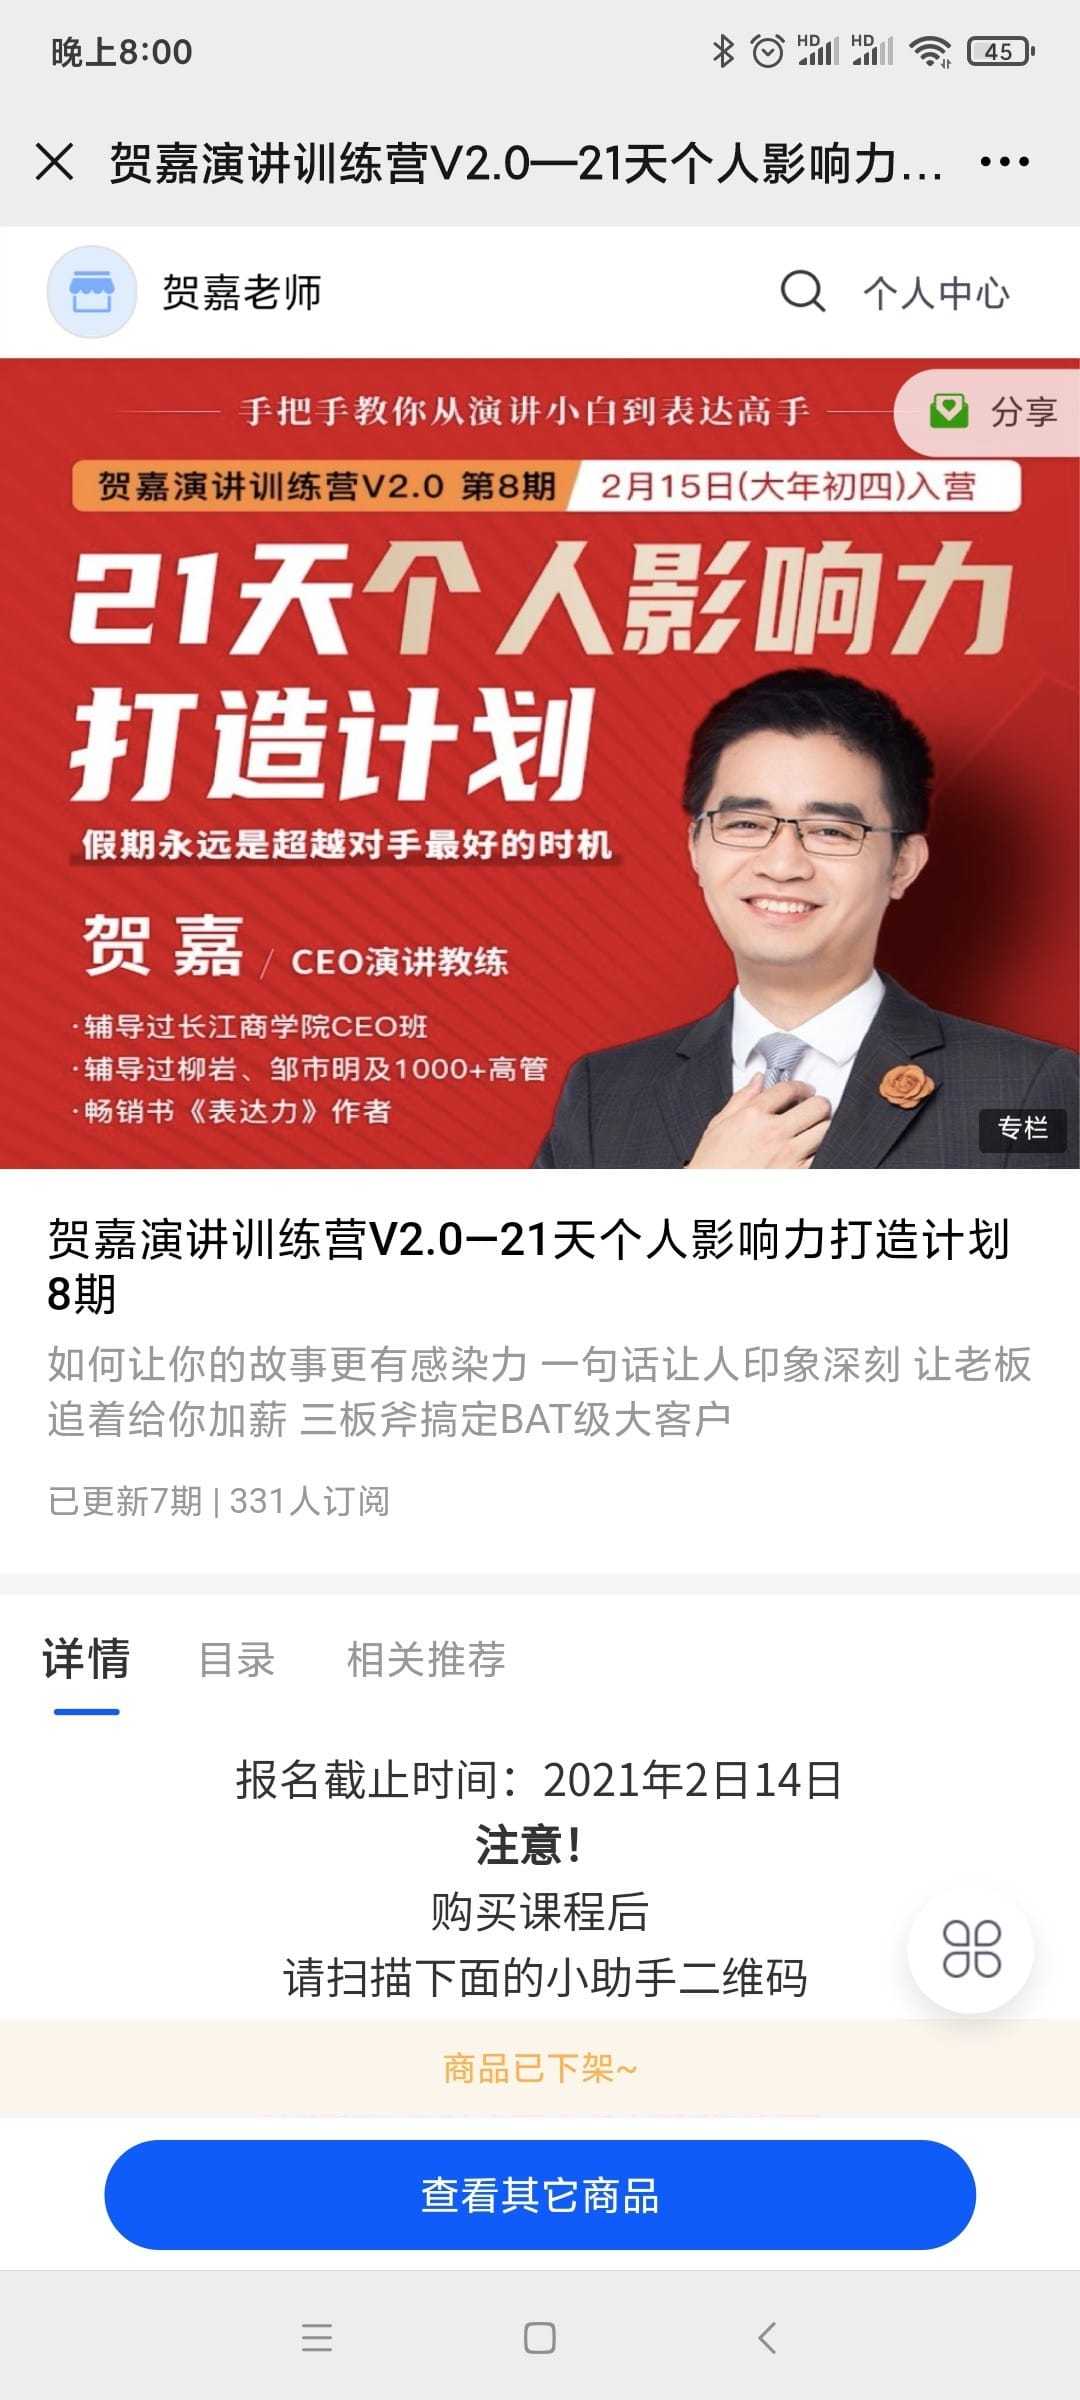 晚上8:00
HD HD 45
贺嘉演讲训练营V2.0—21天个人影响力...
贺嘉老师
个人中心
手把手教你从演讲小白到表达高手
分享
贺嘉演讲训练营V2.0 第8期
2月15日(大年初四)入营
21天个人影响力
打造计划
假期永远是超越对手最好的时机
贺嘉 / CEO演讲教练
·辅导过长江商学院CEO班
·辅导过柳岩、邹市明及1000+高管
·畅销书《表达力》作者
专栏
贺嘉演讲训练营V2.0—21天个人影响力打造计划
8期
如何让你的故事更有感染力 一句话让人印象深刻 让老板
追着给你加薪 三板斧搞定BAT级大客户
已更新7期 | 331人订阅
详情
目录
相关推荐
报名截止时间：2021年2日14日
注意！
购买课程后
请扫描下面的小助手二维码
商品已下架~
查看其它商品